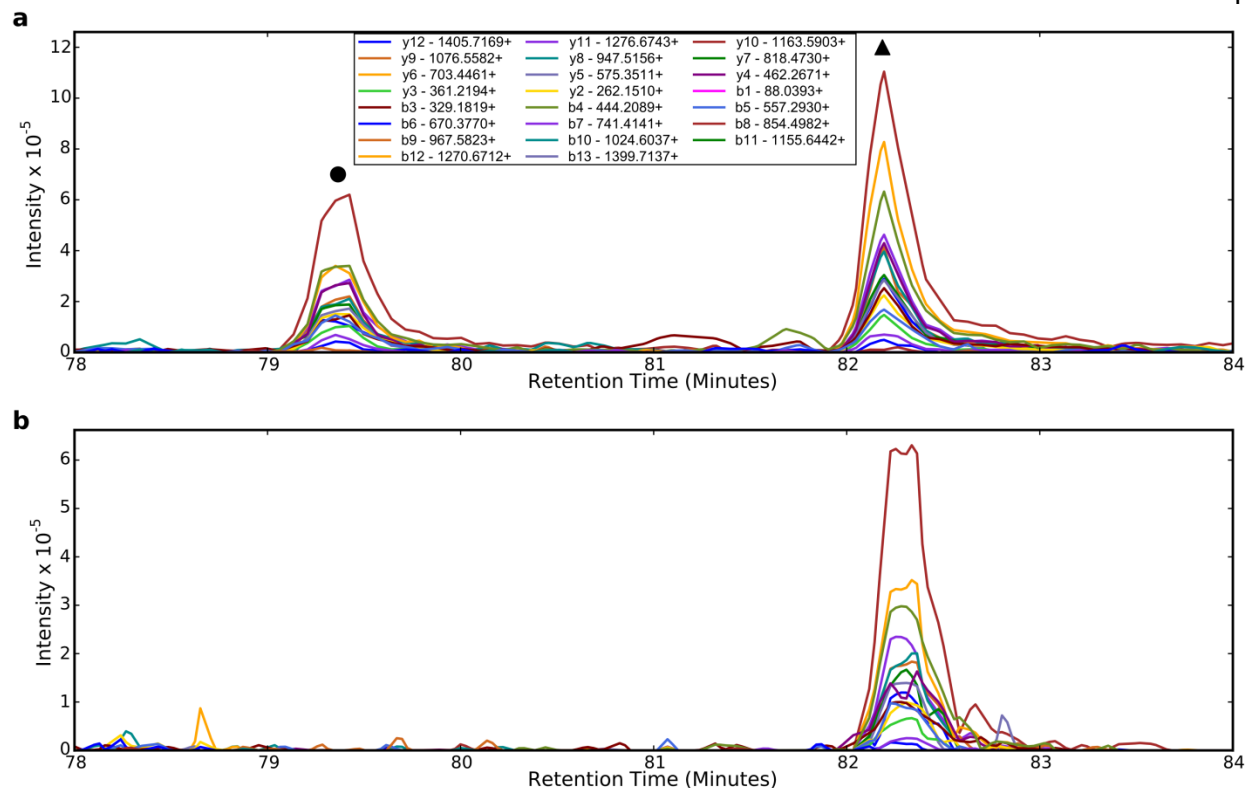 a
12
10
8
6
4
2
0
Intensity x 10-5
y12 - 1405.7169+ y11 - 1276.6743+ y10 - 1163.5903+
y9 - 1076.5582+ y8 - 947.5156+ y7 - 818.4730+
y6 - 703.4461+ y5 - 575.3511+ y4 - 462.2671+
y3 - 361.2194+ y2 - 262.1510+ b1 - 88.0393+
b3 - 329.1819+ b4 - 444.2089+ b5 - 557.2930+
b6 - 670.3770+ b7 - 741.4141+ b8 - 854.4982+
b9 - 967.5823+ b10 - 1024.6037+ b11 - 1155.6442+
b12 - 1270.6712+ b13 - 1399.7137+
78 79 80 81 82 83 84
Retention Time (Minutes)
b
6
5
4
3
2
1
0
Intensity x 10-5
78 79 80 81 82 83 84
Retention Time (Minutes)